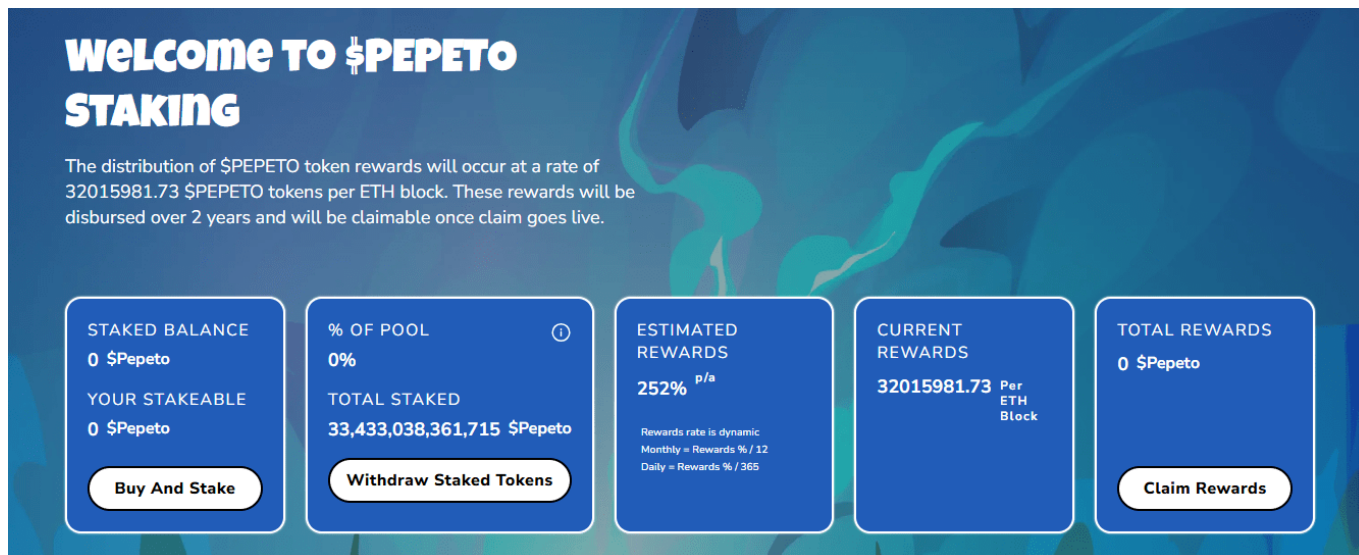 Welcome to $PEPETO
Staking
The distribution of $PEPETO token rewards will occur at a rate of
32015981.73 $PEPETO tokens per ETH block. These rewards will be
disbursed over 2 years and will be claimable once claim goes live.
STAKED BALANCE
0 $Pepeto
YOUR STAKEABLE
0 $Pepeto
Buy And Stake
% OF POOL
0%
TOTAL STAKED
33,433,038,361,715 $Pepeto
Withdraw Staked Tokens
ESTIMATED
REWARDS
252% p/a
Rewards rate is dynamic
Monthly = Rewards % / 12
Daily = Rewards % / 365
CURRENT
REWARDS
32015981.73 Per
ETH
Block
TOTAL REWARDS
0 $Pepeto
Claim Rewards